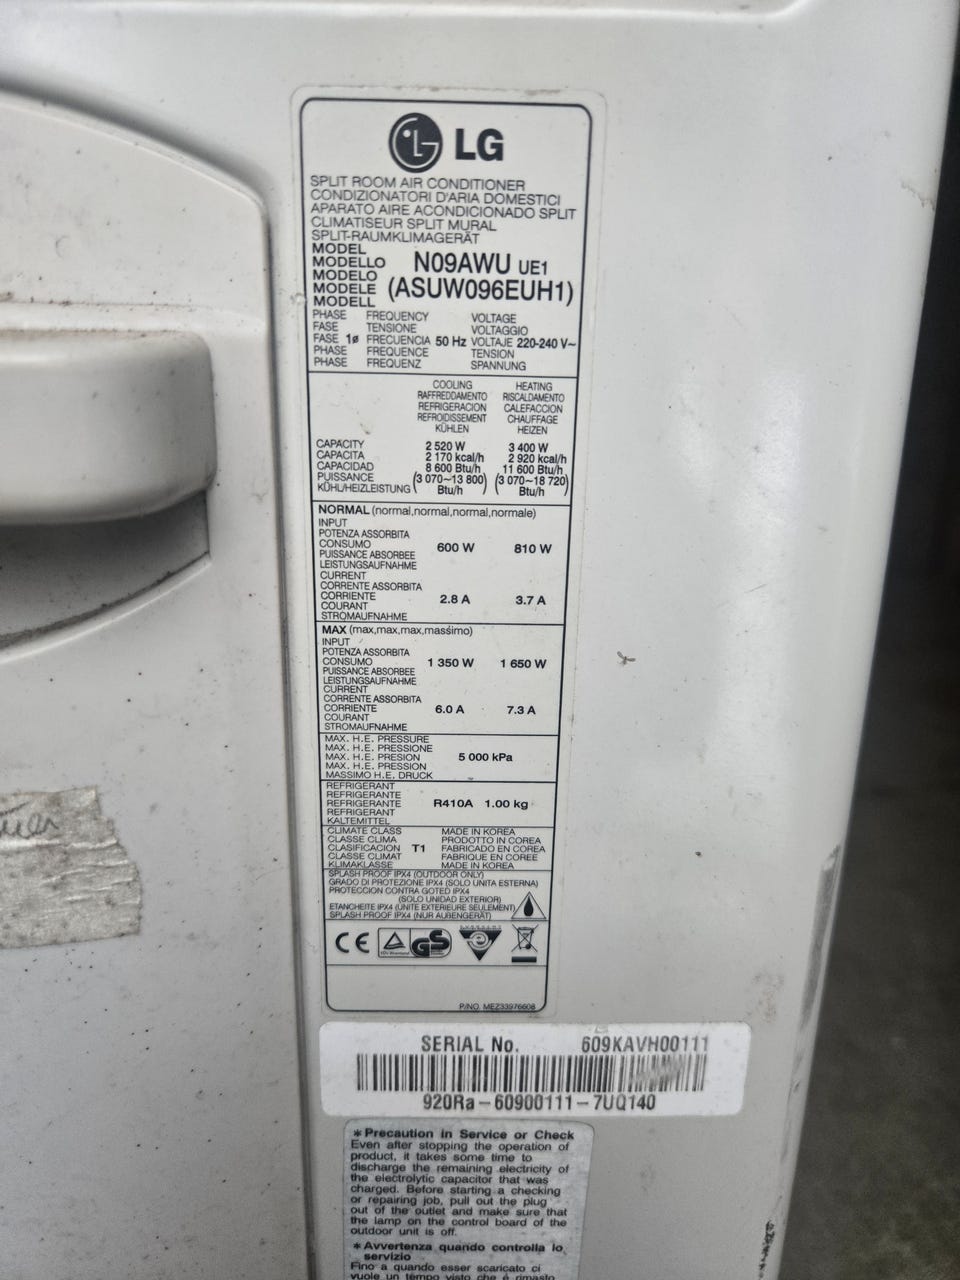 LG
SPLIT ROOM AIR CONDITIONER
CONDIZIONATORI D'ARIA DOMESTICI
APARATO AIRE ACONDICIONADO SPLIT
CLIMATISEUR SPLIT MURAL
SPLIT-RAUMKLIMAGERÄT
MODEL
MODELLO N09AWU UE1
MODELO
MODELE (ASUW096EUH1)
MODELL
PHASE FREQUENCY VOLTAGE
FASE TENSIONE VOLTAGGIO
FASE 1ø FRECUENCIA 50 Hz VOLTAJE 220-240 V~
PHASE FREQUENCE TENSION
PHASE FREQUENZ SPANNUNG
COOLING HEATING
RAFFREDDAMENTO RISCALDAMENTO
REFRIGERACION CALEFACCION
REFROIDISSEMENT CHAUFFAGE
KÜHLEN HEIZEN
CAPACITY 2 520 W 3 400 W
CAPACITA 2 170 kcal/h 2 920 kcal/h
CAPACIDAD 8 600 Btu/h 11 600 Btu/h
PUISSANCE (3 070~13 800) (3 070~18 720)
KÜHL/HEIZLEISTUNG Btu/h Btu/h
NORMAL (normal,normal,normal,normale)
INPUT
POTENZA ASSORBITA
CONSUMO 600 W 810 W
PUISSANCE ABSORBEE
LEISTUNGSAUFNAHME
CURRENT
CORRENTE ASSORBITA
CORRIENTE 2.8 A 3.7 A
COURANT
STROMAUFNAHME
MAX (max,max,max,massimo)
INPUT
POTENZA ASSORBITA
CONSUMO 1 350 W 1 650 W
PUISSANCE ABSORBEE
LEISTUNGSAUFNAHME
CURRENT
CORRENTE ASSORBITA
CORRIENTE 6.0 A 7.3 A
COURANT
STROMAUFNAHME
MAX. H.E. PRESSURE
MAX. H.E. PRESSIONE
MAX. H.E. PRESION 5 000 kPa
MAX. H.E. PRESSION
MASSIMO H.E. DRUCK
REFRIGERANT
REFRIGERANTE
REFRIGERANTE R410A 1.00 kg
REFRIGERANT
KALTEMITTEL
CLIMATE CLASS MADE IN KOREA
CLASSE CLIMA PRODOTTO IN COREA
CLASIFICACION T1 FABRICADO EN COREA
CLASSE CLIMAT FABRIQUE EN COREE
KLIMAKLASSE MADE IN KOREA
SPLASH PROOF IPX4 (OUTDOOR ONLY)
GRADO DI PROTEZIONE IPX4 (SOLO UNITA ESTERNA)
PROTECCION CONTRA GOTEO IPX4
(SOLO UNIDAD EXTERIOR)
ETANCHEITE IPX4 (UNITE EXTERIEURE SEULEMENT)
SPLASH PROOF IPX4 (NUR AUßENGERÄT)
CE GS
P/NO. MEZ33976608
SERIAL No. 609KAVH00111
920Ra-60900111-7UQ140
*Precaution in Service or Check
Even after stopping the operation of
product, it takes some time to
discharge the remaining electricity of
the electrolytic capacitor that was
charged. Before starting a checking
or repairing job, pull out the plug
out of the outlet and make sure that
the lamp on the control board of the
outdoor unit is off.
*Avvertenza quando controlla lo
servizio
Fino a quando esser scaricato ci
vuole un tempo visto che è rimasto